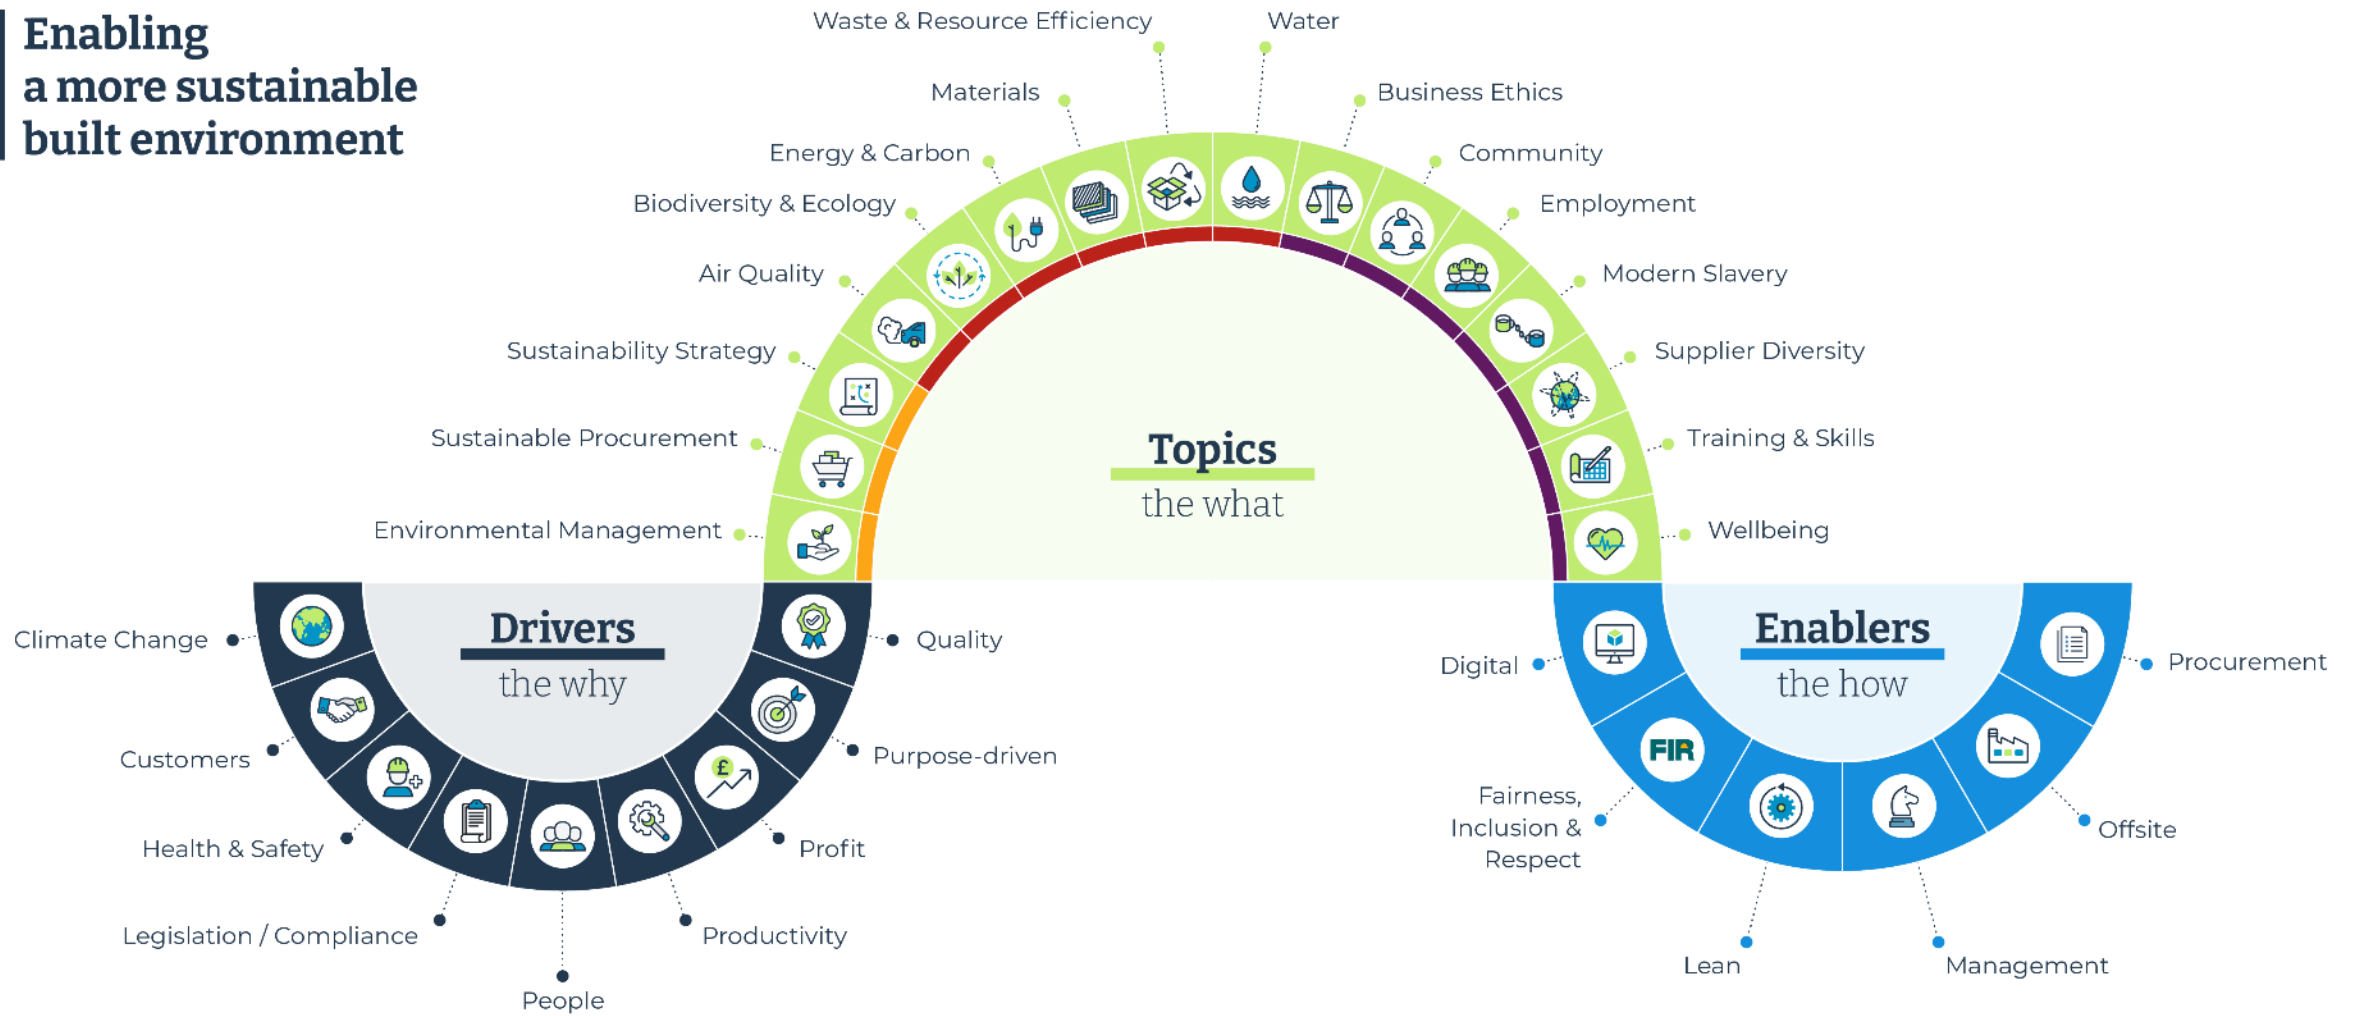 Enabling
a more sustainable
built environment
Waste & Resource Efficiency
Water
Materials
Business Ethics
Energy & Carbon
Community
Biodiversity & Ecology
Employment
Air Quality
Modern Slavery
Sustainability Strategy
Supplier Diversity
Sustainable Procurement
Training & Skills
Environmental Management
Wellbeing
Topics
the what
Drivers
the why
Climate Change
Customers
Health & Safety
Legislation / Compliance
People
Productivity
Profit
£
Purpose-driven
Quality
Enablers
the how
Digital
FIR
Fairness,
Inclusion &
Respect
Lean
Management
Offsite
Procurement